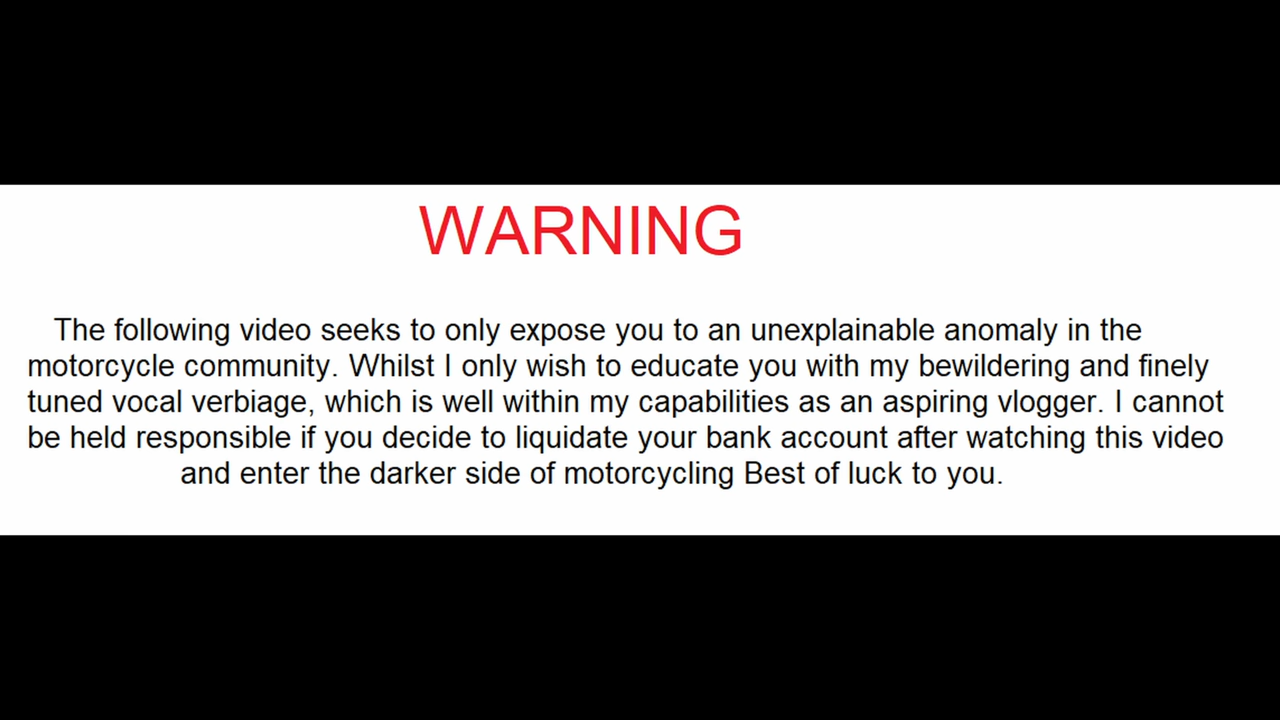 WARNING
The following video seeks to only expose you to an unexplainable anomaly in the
motorcycle community. Whilst I only wish to educate you with my bewildering and finely
tuned vocal verbiage, which is well within my capabilities as an aspiring vlogger. I cannot
be held responsible if you decide to liquidate your bank account after watching this video
and enter the darker side of motorcycling Best of luck to you.